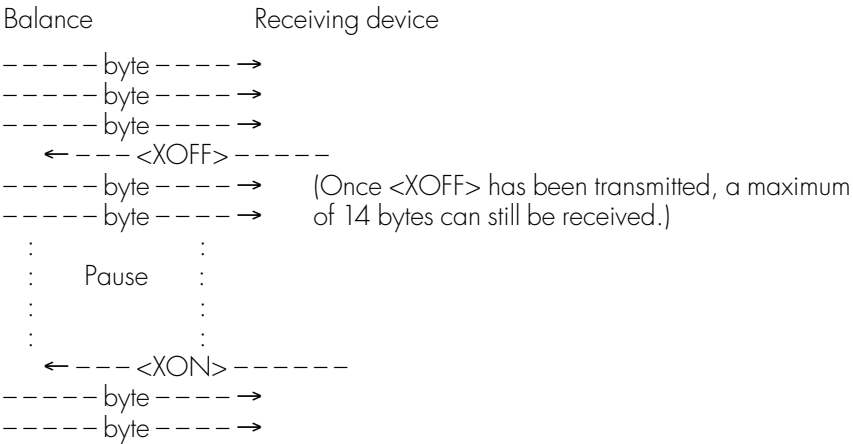 Balance Receiving device
-----byte----→
-----byte----→
-----byte----→
←---<XOFF>-----
-----byte----→ (Once <XOFF> has been transmitted, a maximum
-----byte----→ of 14 bytes can still be received.)
: :
: Pause :
: :
: :
←---<XON>------
-----byte----→
-----byte----→